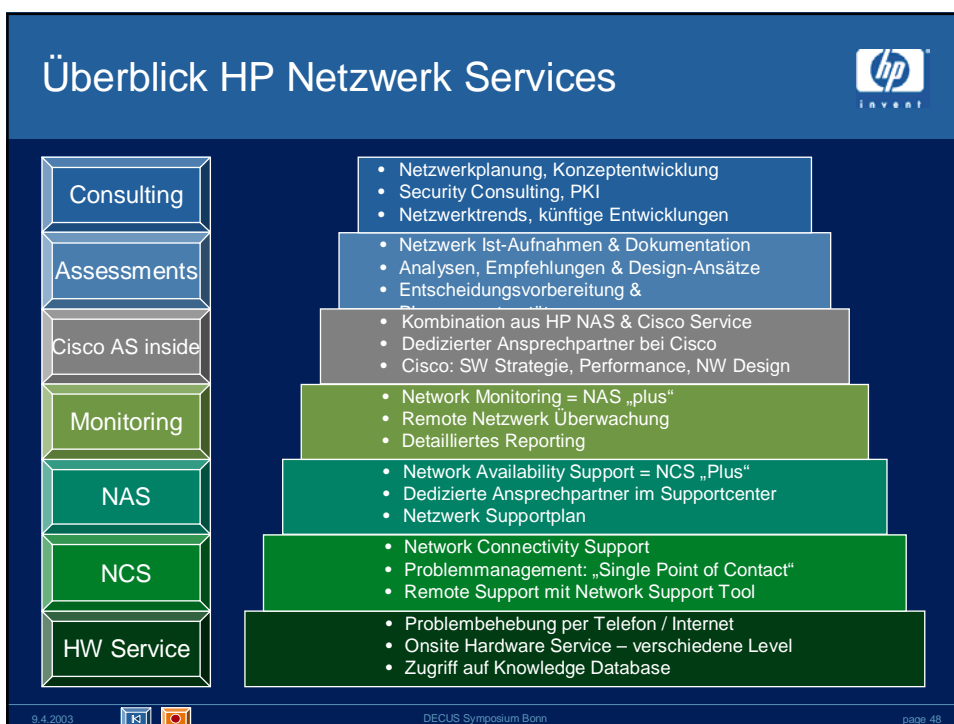 Überblick HP Netzwerk Services
hp
invent
Consulting
• Netzwerkplanung, Konzeptentwicklung
• Security Consulting, PKI
• Netzwerktrends, künftige Entwicklungen
Assessments
• Netzwerk Ist-Aufnahmen & Dokumentation
• Analysen, Empfehlungen & Design-Ansätze
• Entscheidungsvorbereitung &
Cisco AS inside
• Kombination aus HP NAS & Cisco Service
• Dedizierter Ansprechpartner bei Cisco
• Cisco: SW Strategie, Performance, NW Design
Monitoring
• Network Monitoring = NAS „plus“
• Remote Netzwerk Überwachung
• Detailliertes Reporting
NAS
• Network Availability Support = NCS „Plus“
• Dedizierte Ansprechpartner im Supportcenter
• Netzwerk Supportplan
NCS
• Network Connectivity Support
• Problemmanagement: „Single Point of Contact“
• Remote Support mit Network Support Tool
HW Service
• Problembehebung per Telefon / Internet
• Onsite Hardware Service – verschiedene Level
• Zugriff auf Knowledge Database
9.4.2003
DECUS Symposium Bonn
page 48